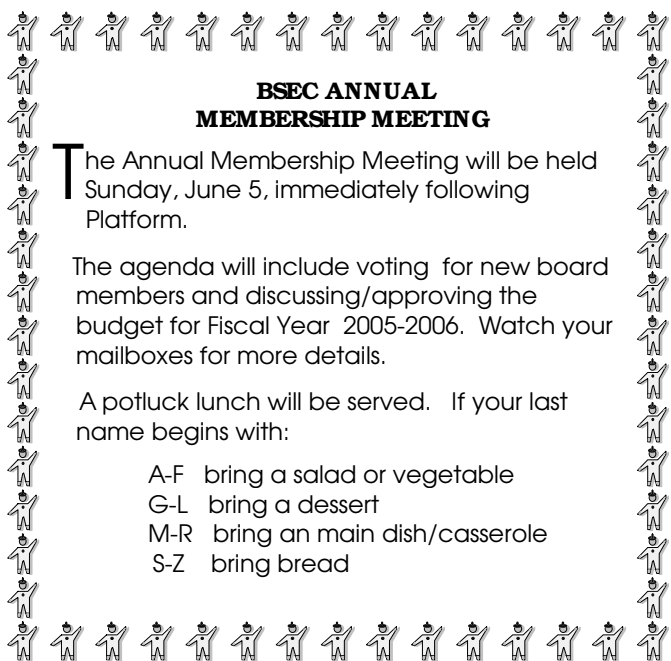 BSEC ANNUAL
MEMBERSHIP MEETING
The Annual Membership Meeting will be held
Sunday, June 5, immediately following
Platform.
The agenda will include voting for new board
members and discussing/approving the
budget for Fiscal Year 2005-2006. Watch your
mailboxes for more details.
A potluck lunch will be served. If your last
name begins with:
A-F bring a salad or vegetable
G-L bring a dessert
M-R bring an main dish/casserole
S-Z bring bread